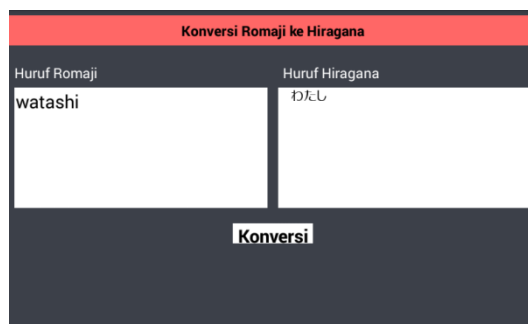 Konversi Romaji ke Hiragana
Huruf Romaji
Huruf Hiragana
watashi
わたし
Konversi